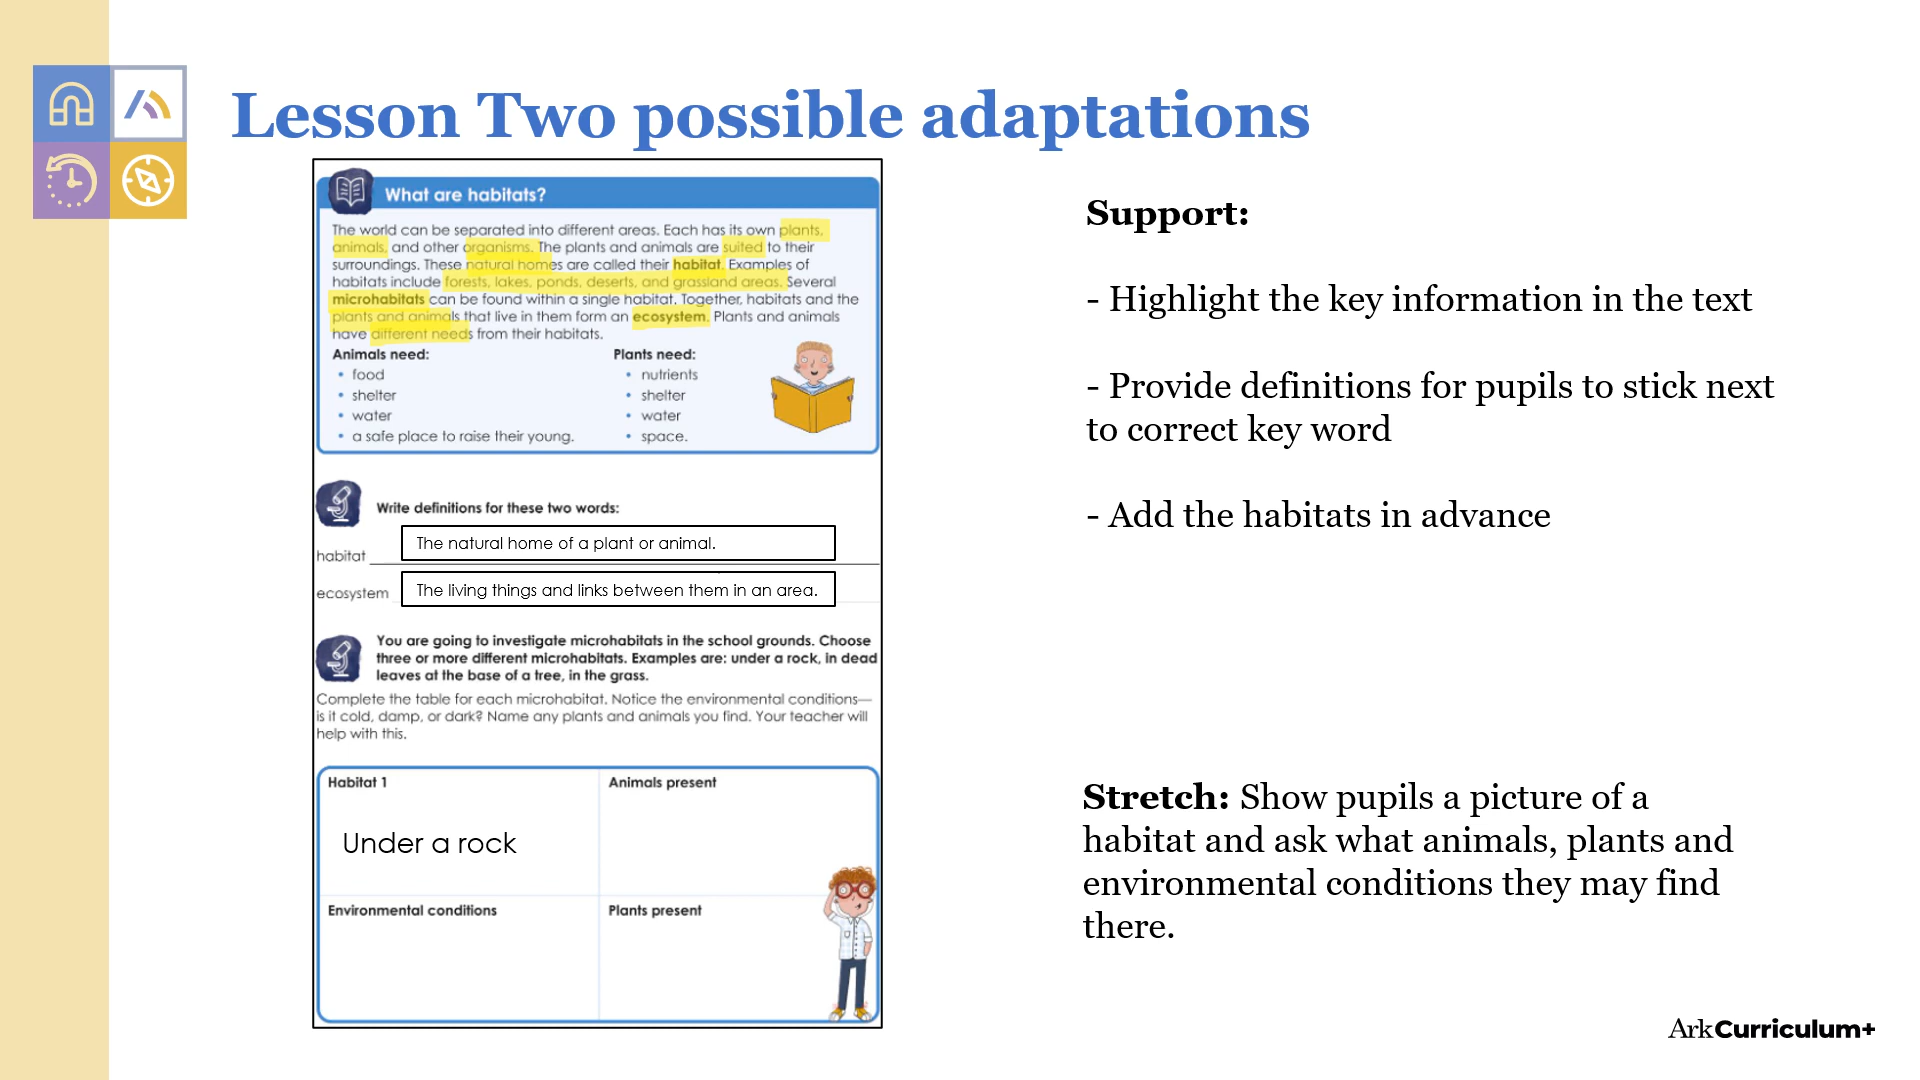 Lesson Two possible adaptations
What are habitats?
The world can be separated into different areas. Each has its own plants,
animals, and other organisms. The plants and animals are suited to their
surroundings. These natural homes are called their habitat. Examples of
habitats include forests, lakes, ponds, deserts, and grassland areas. Several
microhabitats can be found within a single habitat. Together, habitats and the
plants and animals that live in them form an ecosystem. Plants and animals
have different needs from their habitats.
Animals need:
• food
• shelter
• water
• a safe place to raise their young.
Plants need:
• nutrients
• shelter
• water
• space.
Write definitions for these two words:
habitat
The natural home of a plant or animal.
ecosystem
The living things and links between them in an area.
You are going to investigate microhabitats in the school grounds. Choose
three or more different microhabitats. Examples are: under a rock, in dead
leaves at the base of a tree, in the grass.
Complete the table for each microhabitat. Notice the environmental conditions—
is it cold, damp, or dark? Name any plants and animals you find. Your teacher will
help with this.
Habitat 1
Under a rock
Animals present
Environmental conditions
Plants present
Support:
- Highlight the key information in the text
- Provide definitions for pupils to stick next
to correct key word
- Add the habitats in advance
Stretch: Show pupils a picture of a
habitat and ask what animals, plants and
environmental conditions they may find
there.
ArkCurriculum+